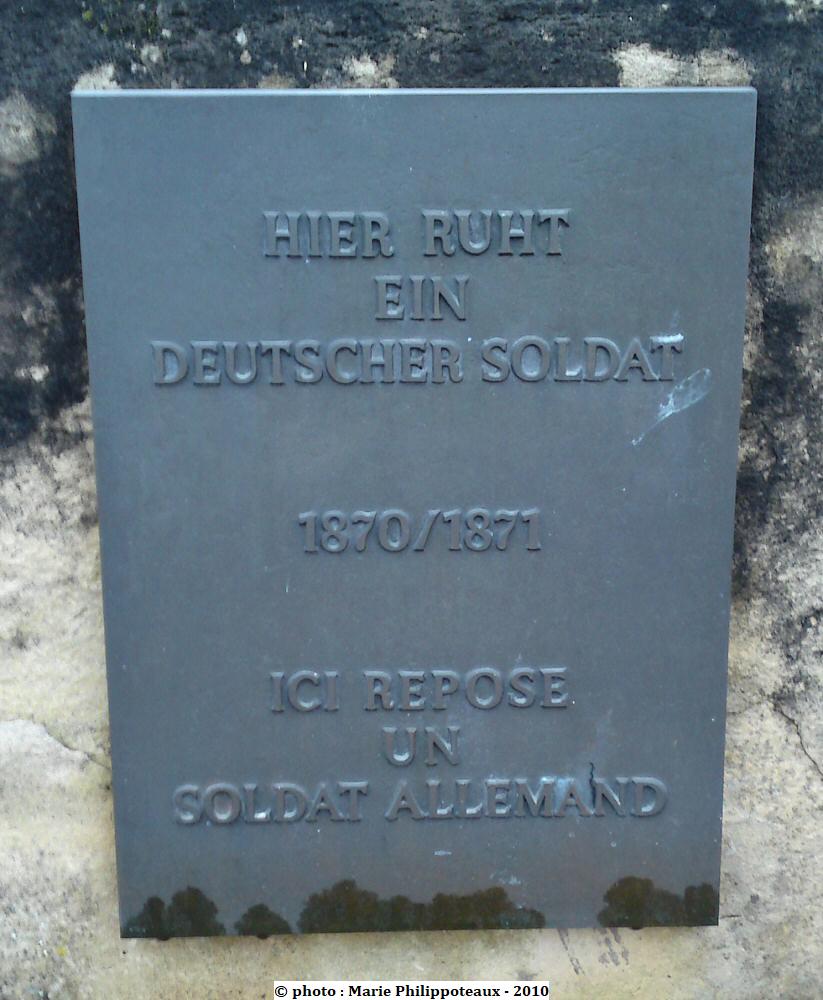 HIER RUHT
EIN
DEUTSCHER SOLDAT
1870/1871
ICI REPOSE
UN
SOLDAT ALLEMAND
© photo : Marie Philippoteaux - 2010